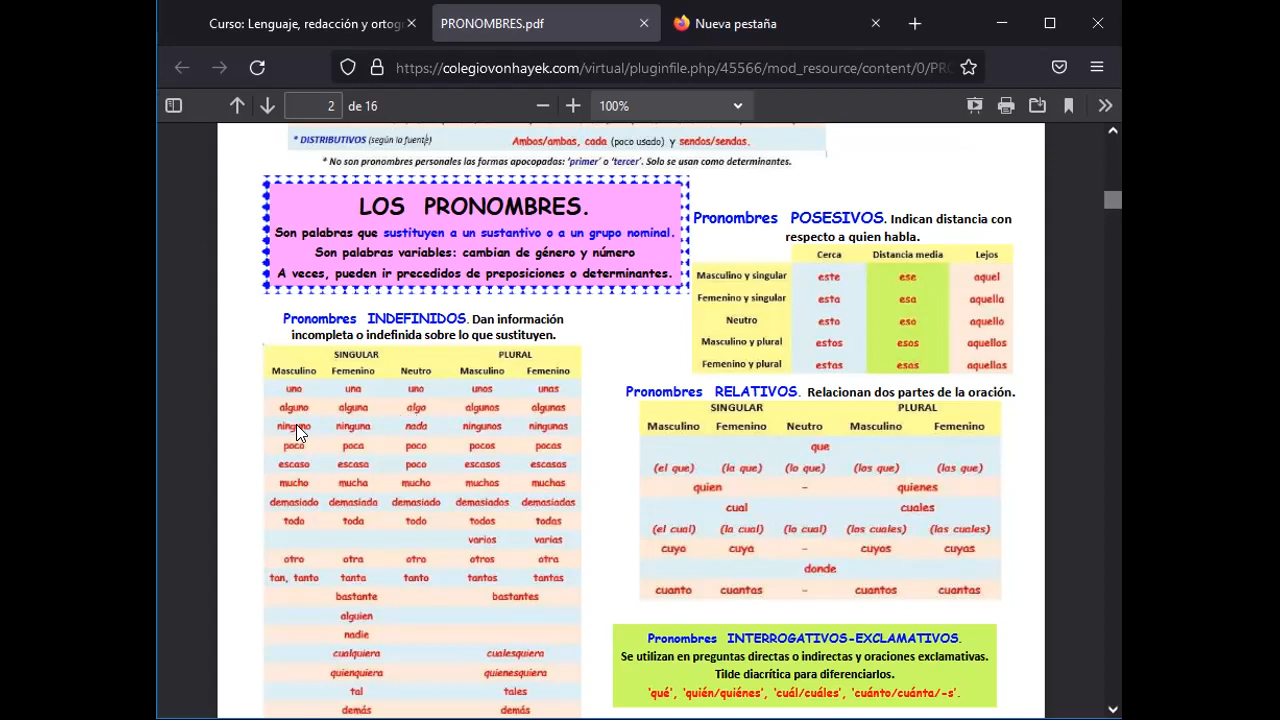 Curso: Lenguaje, redacción y ortog
PRONOMBRES.pdf
Nueva pestaña
https://colegiovonhayek.com/virtual/pluginfile.php/45566/mod_resource/content/0/PRO
2 de 16
100%
* DISTRIBUTIVOS (según la fuente) Ambos/ambas, cada (poco usado) y sendos/sendas.
* No son pronombres personales las formas apocopadas: 'primer' o 'tercer'. Solo se usan como determinantes.
LOS PRONOMBRES.
Son palabras que sustituyen a un sustantivo o a un grupo nominal.
Son palabras variables: cambian de género y número
A veces, pueden ir precedidos de preposiciones o determinantes.
Pronombres INDEFINIDOS. Dan información
incompleta o indefinida sobre lo que sustituyen.
SINGULAR PLURAL
Masculino Femenino Neutro Masculino Femenino
uno una uno unos unas
alguno alguna algo algunos algunas
ninguno ninguna nada ningunos ningunas
poco poca poco pocos pocas
escaso escasa poco escasos escasas
mucho mucha mucho muchos muchas
demasiado demasiada demasiado demasiados demasiadas
todo toda todo todos todas
varios varias
otro otra otro otros otra
tan, tanto tanta tanto tantos tantas
bastante bastantes
alguien
nadie
cualquiera cualesquiera
quienquiera quienesquiera
tal tales
demás demás
Pronombres POSESIVOS. Indican distancia con
respecto a quien habla.
Cerca Distancia media Lejos
Masculino y singular este ese aquel
Femenino y singular esta esa aquella
Neutro esto eso aquello
Masculino y plural estos esos aquellos
Femenino y plural estas esas aquellas
Pronombres RELATIVOS. Relacionan dos partes de la oración.
SINGULAR PLURAL
Masculino Femenino Neutro Masculino Femenino
que
(el que) (la que) (lo que) (los que) (las que)
quien – quienes
cual cuales
(el cual) (la cual) (lo cual) (los cuales) (las cuales)
cuyo cuya – cuyos cuyas
donde
cuanto cuantas – cuantos cuantas
Pronombres INTERROGATIVOS-EXCLAMATIVOS.
Se utilizan en preguntas directas o indirectas y oraciones exclamativas.
Tilde diacrítica para diferenciarlos.
'qué', 'quién/quiénes', 'cuál/cuáles', 'cuánto/cuánta/-s'.